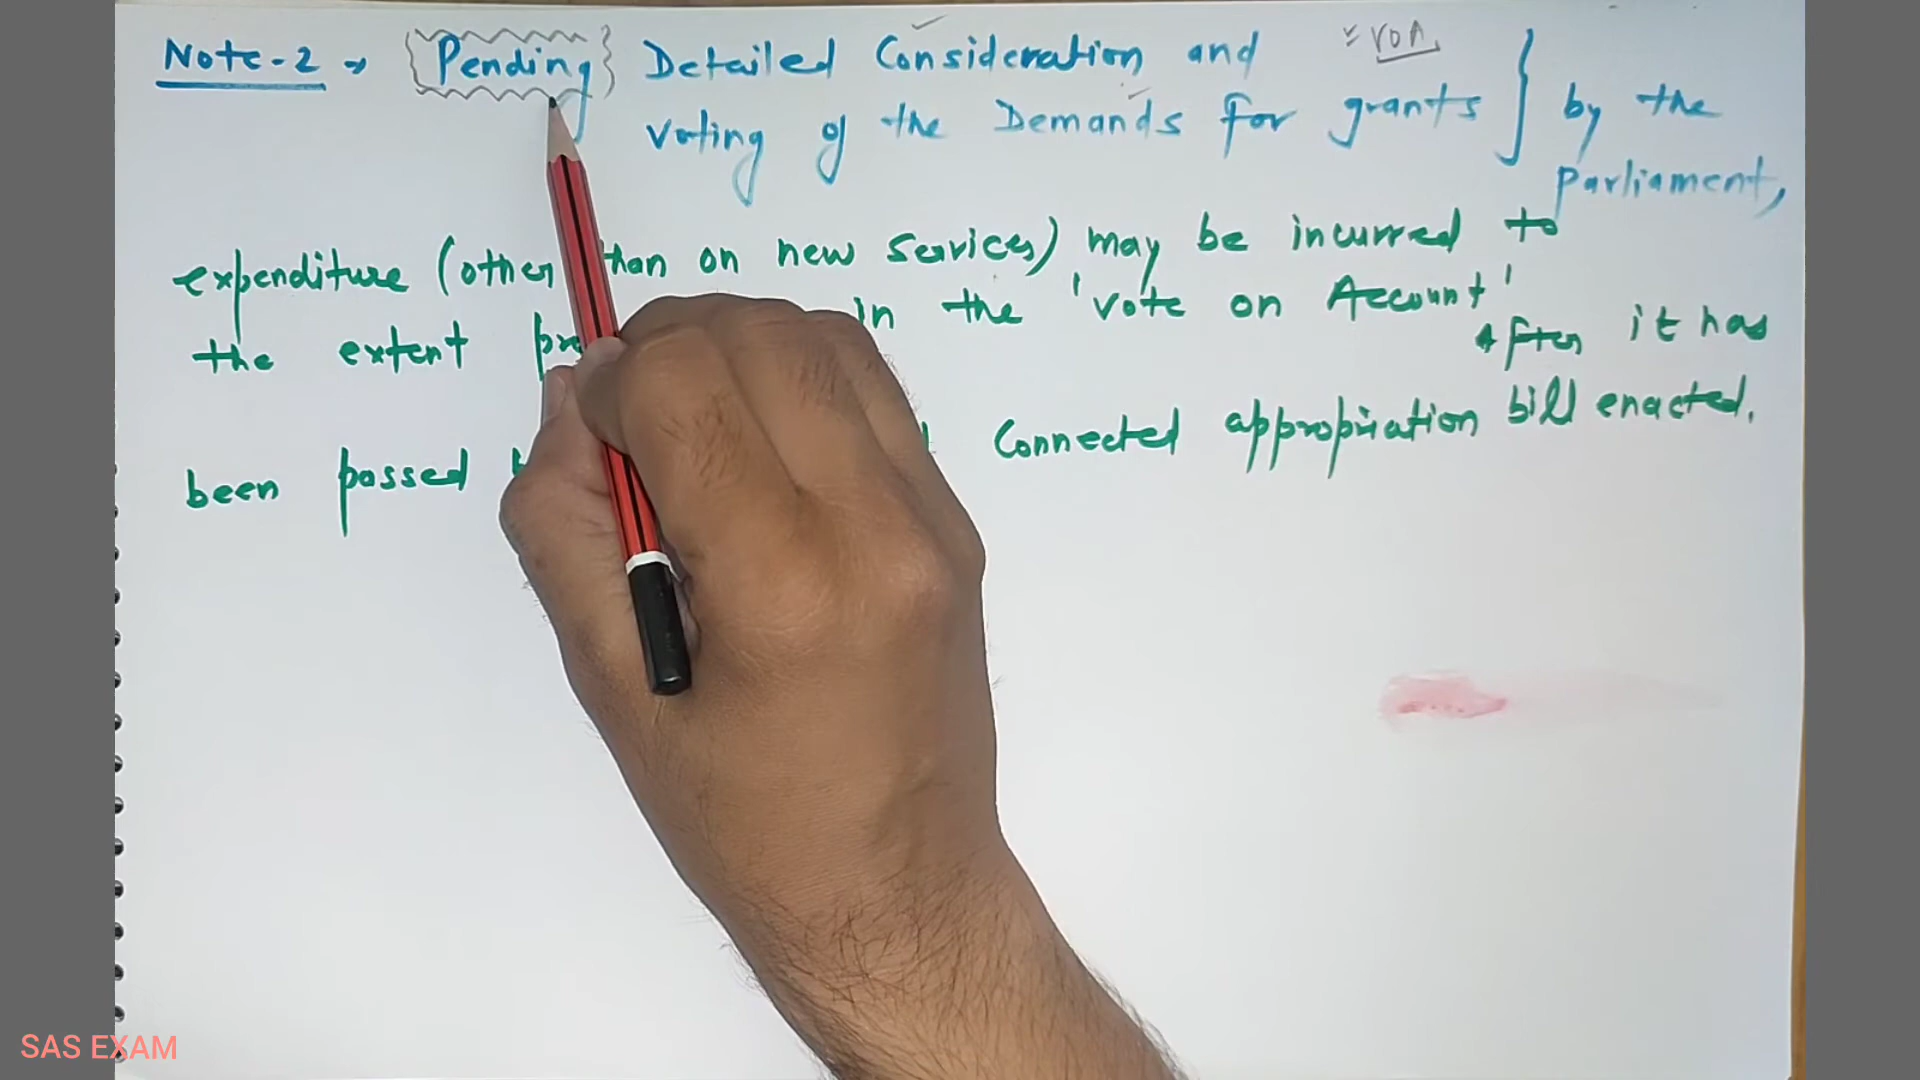 Note-2 → {Pending} Detailed Consideration and = VOA
voting of the Demands for grants } by the
Parliament,
expenditure (other than on new services) may be incurred to
the extent in the 'vote on Account'
After it has
been passed connected appropriation bill enacted.
SAS EXAM